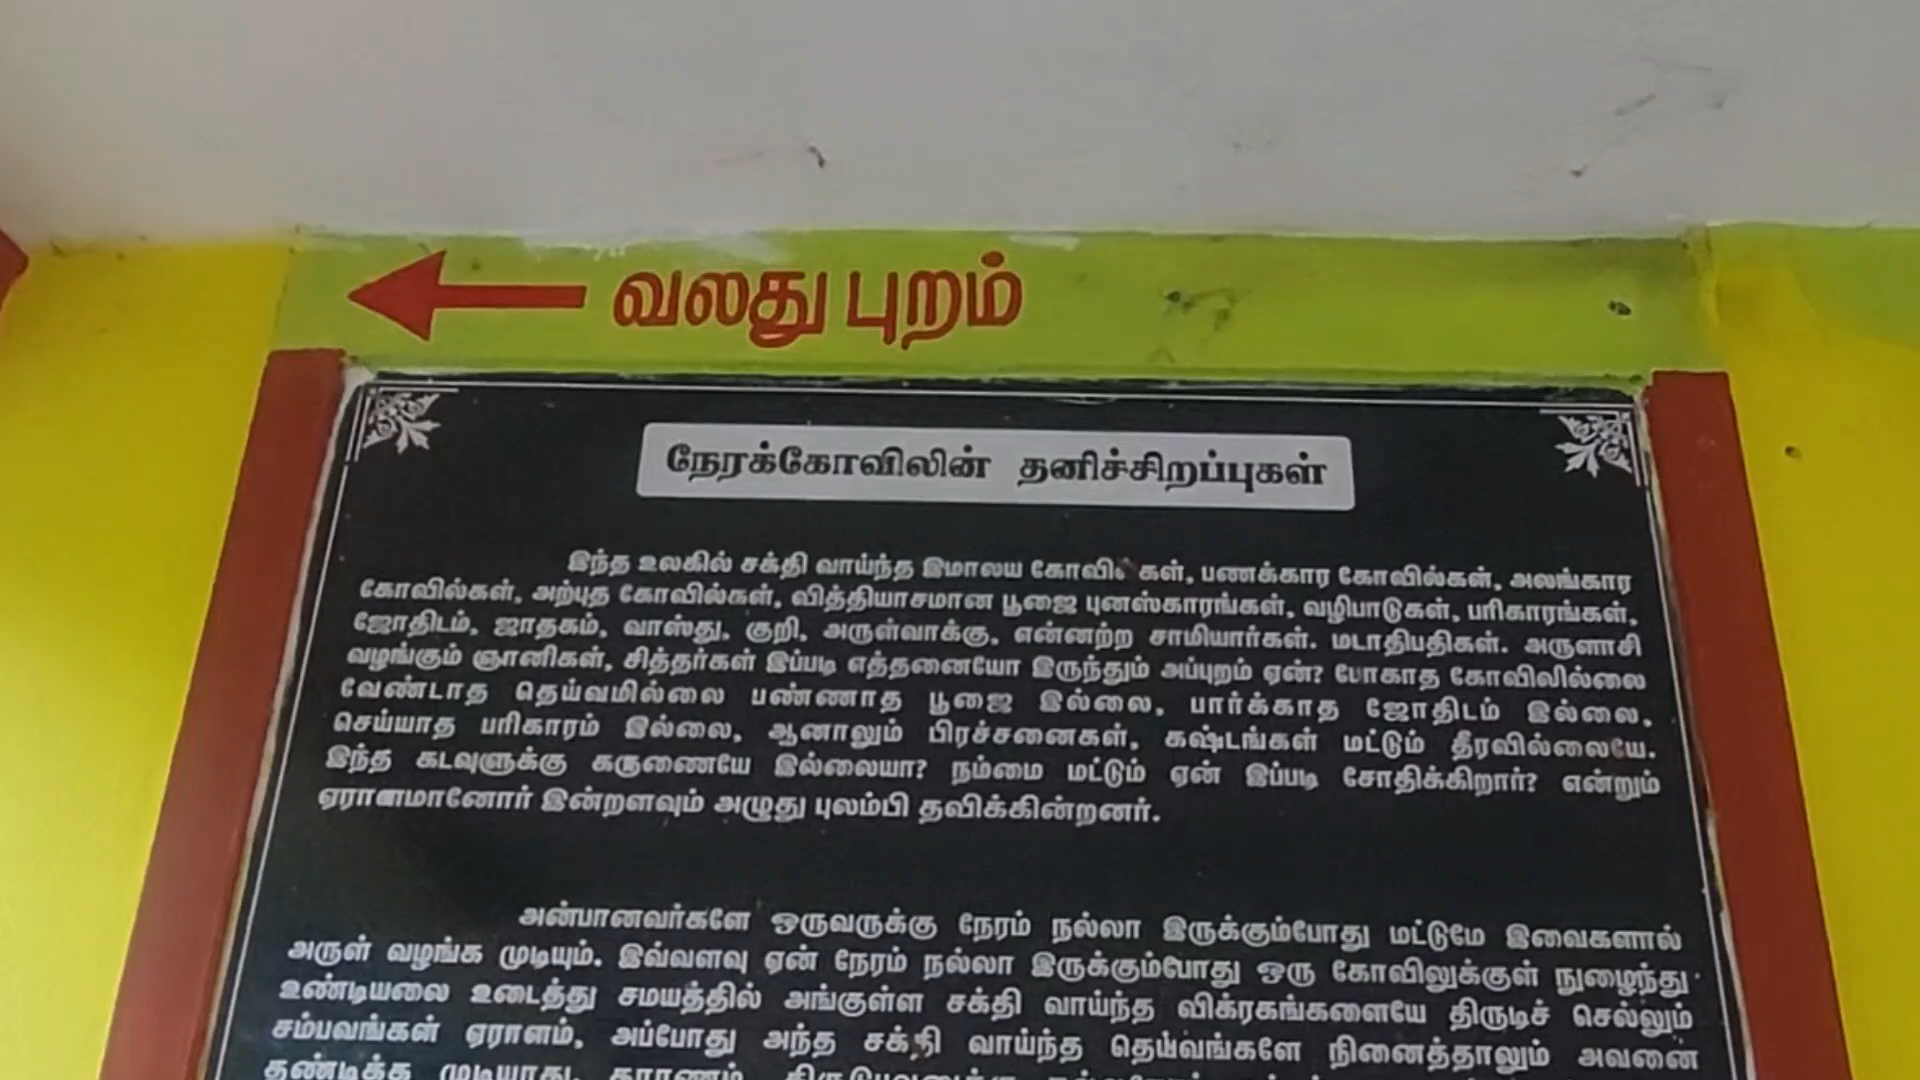 வலது புறம்
நேரக்கோவிலின் தனிச்சிறப்புகள்
இந்த உலகில் சக்தி வாய்ந்த இமாலய கோவி கள், பணக்கார கோவில்கள், அலங்கார
கோவில்கள், அற்புத கோவில்கள், வித்தியாசமான பூஜை புனஸ்காரங்கள், வழிபாடுகள், பரிகாரங்கள்,
ஜோதிடம், ஜாதகம், வாஸ்து, குறி, அருள்வாக்கு, என்னற்ற சாமியார்கள். மடாதிபதிகள். அருளாசி
வழங்கும் ஞானிகள், சித்தர்கள் இப்படி எத்தனையோ இருந்தும் அப்புறம் ஏன்? போகாத கோவிலில்லை
வேண்டாத தெய்வமில்லை பண்ணாத பூஜை இல்லை, பார்க்காத ஜோதிடம் இல்லை,
செய்யாத பரிகாரம் இல்லை, ஆனாலும் பிரச்சனைகள், கஷ்டங்கள் மட்டும் தீரவில்லையே.
இந்த கடவுளுக்கு கருணையே இல்லையா? நம்மை மட்டும் ஏன் இப்படி சோதிக்கிறார்? என்றும்
ஏராளமானோர் இன்றளவும் அழுது புலம்பி தவிக்கின்றனர்.
அன்பானவர்களே ஒருவருக்கு நேரம் நல்லா இருக்கும்போது மட்டுமே இவைகளால்
அருள் வழங்க முடியும். இவ்வளவு ஏன் நேரம் நல்லா இருக்கும்போது ஒரு கோவிலுக்குள் நுழைந்து
உண்டியலை உடைத்து சமயத்தில் அங்குள்ள சக்தி வாய்ந்த விக்ரகங்களையே திருடிச் செல்லும்
சம்பவங்கள் ஏராளம், அப்போது அந்த சக்தி வாய்ந்த தெய்வங்களே நினைத்தாலும் அவனை
தண்டிக்க முடியாது. காரணம்,